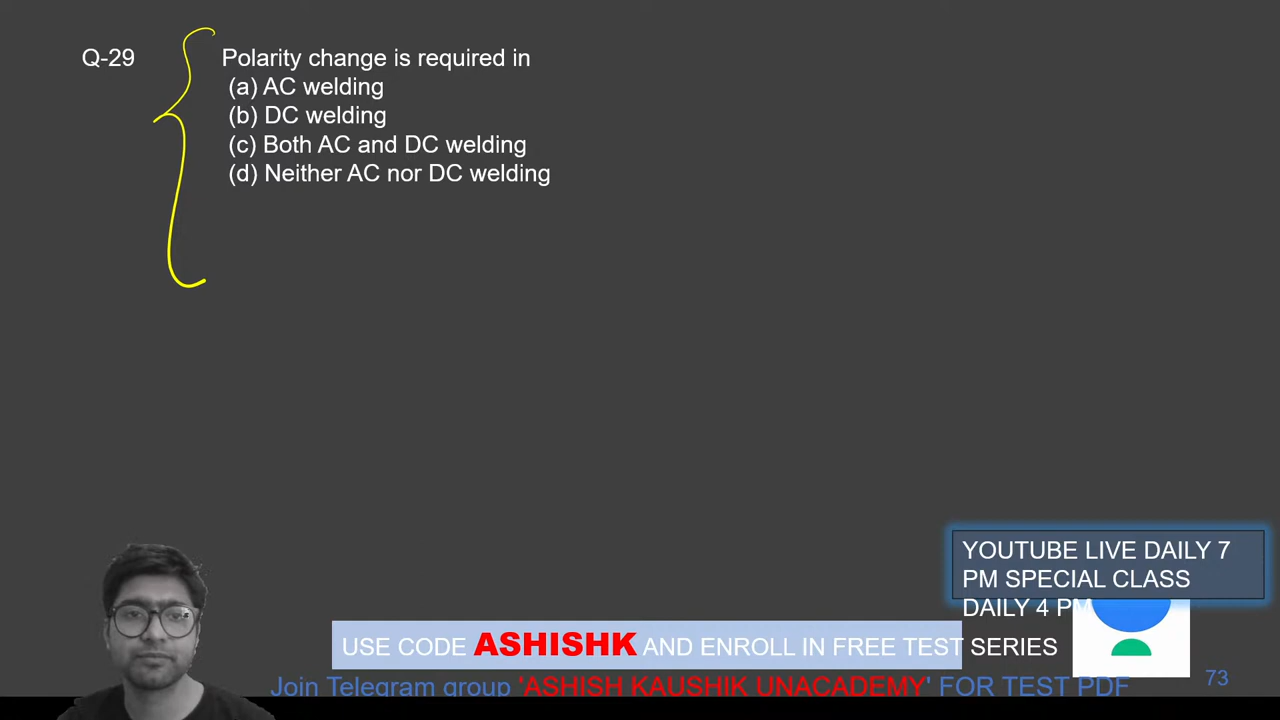 Q-29 Polarity change is required in
(a) AC welding
(b) DC welding
(c) Both AC and DC welding
(d) Neither AC nor DC welding
YOUTUBE LIVE DAILY 7
PM SPECIAL CLASS
DAILY 4 PM
USE CODE ASHISHK AND ENROLL IN FREE TEST SERIES
Join Telegram group 'ASHISH KAUSHIK UNACADEMY' FOR TEST PDF
73